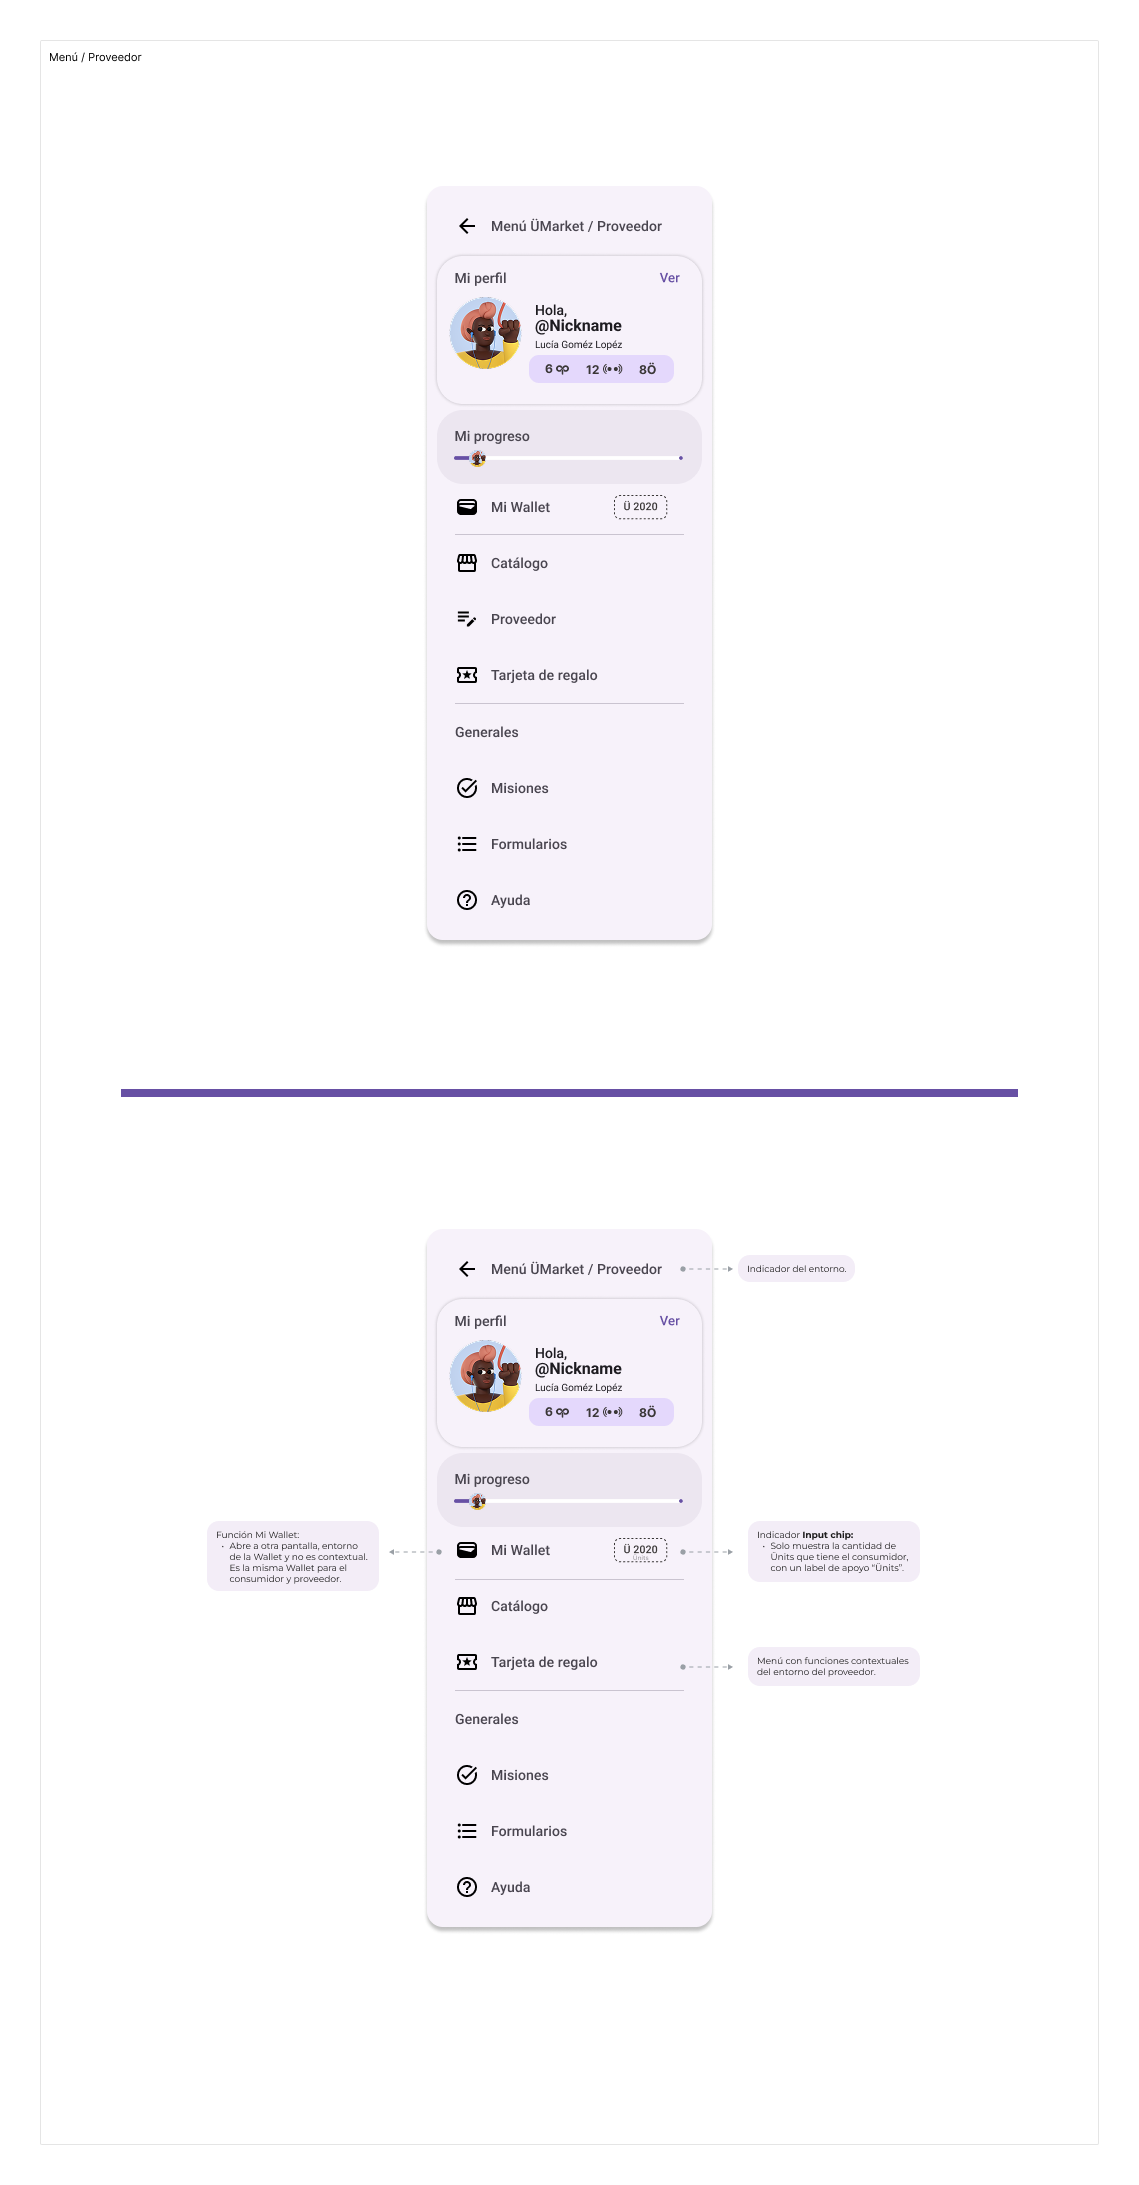 Menú / Proveedor
Menú ÜMarket / Proveedor
Mi perfil
Ver
Hola,
@Nickname
Lucía Goméz Lopéz
6
12
8Ö
Mi progreso
Mi Wallet
Ü 2020
Catálogo
Proveedor
Tarjeta de regalo
Generales
Misiones
Formularios
Ayuda
Menú ÜMarket / Proveedor
Indicador del entorno.
Mi perfil
Ver
Hola,
@Nickname
Lucía Goméz Lopéz
6
12
8Ö
Mi progreso
Función Mi Wallet:
• Abre a otra pantalla, entorno
de la Wallet y no es contextual.
Es la misma Wallet para el
consumidor y proveedor.
Mi Wallet
Ü 2020
Ünits
Indicador Input chip:
• Solo muestra la cantidad de
Ünits que tiene el consumidor,
con un label de apoyo "Ünits".
Catálogo
Tarjeta de regalo
Menú con funciones contextuales
del entorno del proveedor.
Generales
Misiones
Formularios
Ayuda